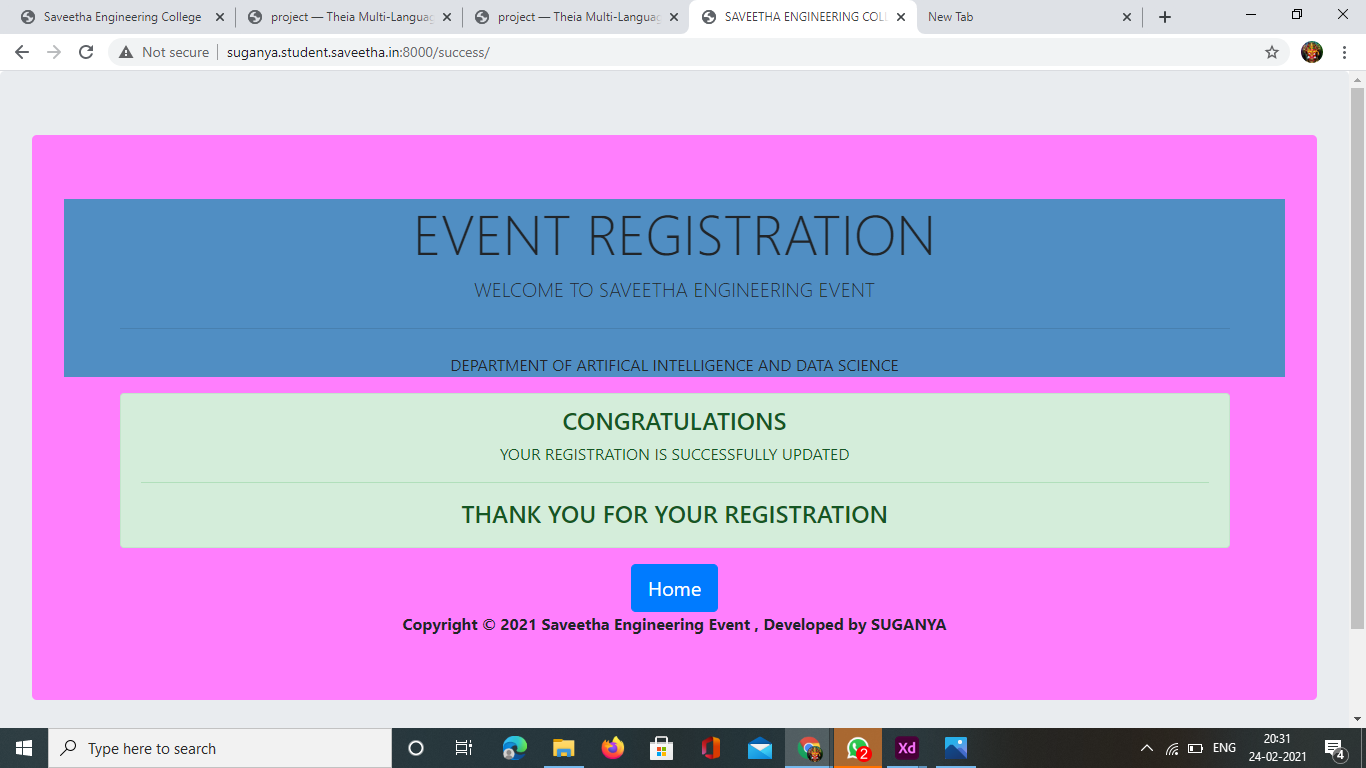 Saveetha Engineering College
project — Theia Multi-Languag
project — Theia Multi-Languag
SAVEETHA ENGINEERING COLL
New Tab
Not secure
suganya.student.saveetha.in:8000/success/
EVENT REGISTRATION
WELCOME TO SAVEETHA ENGINEERING EVENT
DEPARTMENT OF ARTIFICAL INTELLIGENCE AND DATA SCIENCE
CONGRATULATIONS
YOUR REGISTRATION IS SUCCESSFULLY UPDATED
THANK YOU FOR YOUR REGISTRATION
Home
Copyright © 2021 Saveetha Engineering Event , Developed by SUGANYA
Type here to search
2
Xd
ENG
20:31
24-02-2021
4